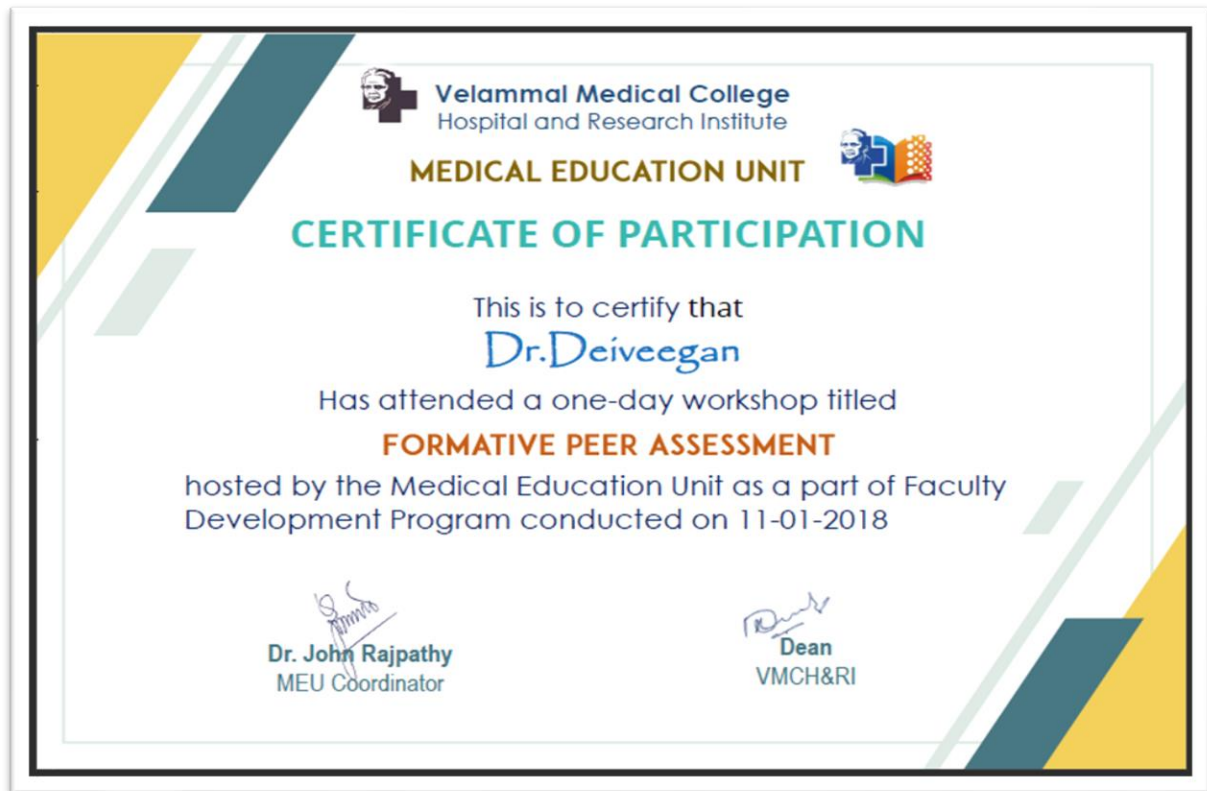 Velammal Medical College
Hospital and Research Institute
MEDICAL EDUCATION UNIT
CERTIFICATE OF PARTICIPATION
This is to certify that
Dr.Deiveegan
Has attended a one-day workshop titled
FORMATIVE PEER ASSESSMENT
hosted by the Medical Education Unit as a part of Faculty
Development Program conducted on 11-01-2018
Dr. John Rajpathy
MEU Coordinator
Dean
VMCH&RI